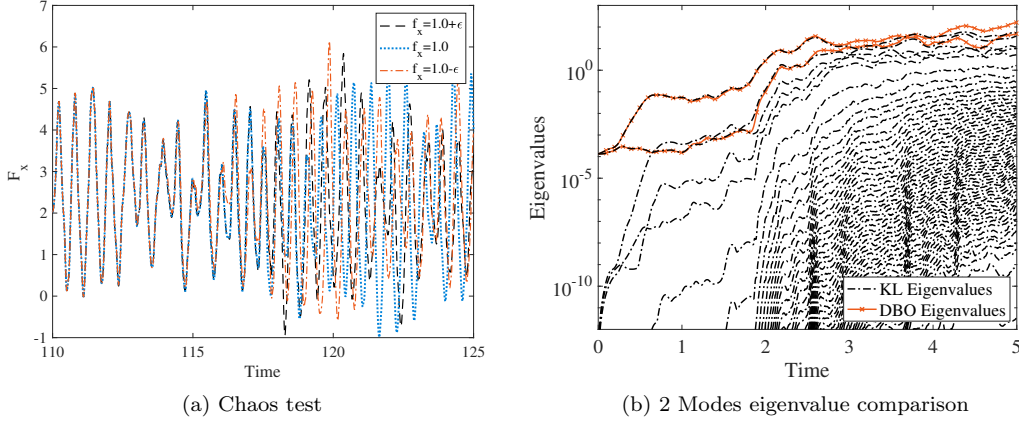 7
6
5
4
3
2
1
0
-1
F_x
110
115
120
125
Time
f_x=1.0+ϵ
f_x=1.0
f_x=1.0-ϵ
(a) Chaos test
10^0
10^-5
10^-10
Eigenvalues
0
1
2
3
4
5
Time
KL Eigenvalues
DBO Eigenvalues
(b) 2 Modes eigenvalue comparison